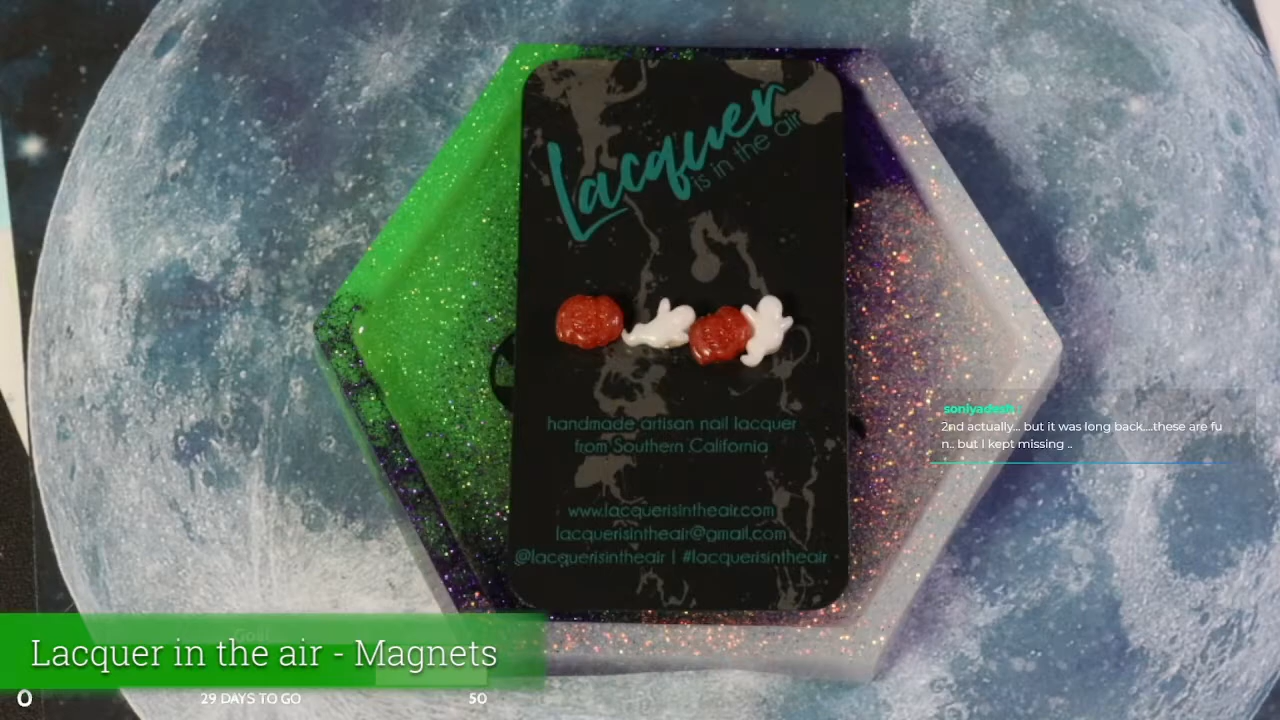 Lacquer
is in the air
handmade artisan nail lacquer
from Southern California
www.lacquerisintheair.com
lacquerisintheair@gmail.com
@lacquerisintheair | #lacquerisintheair
soniyadesh
2nd actually... but it was long back....these are fu
n.. but I kept missing ..
Goal
Lacquer in the air - Magnets
0
29 DAYS TO GO
50